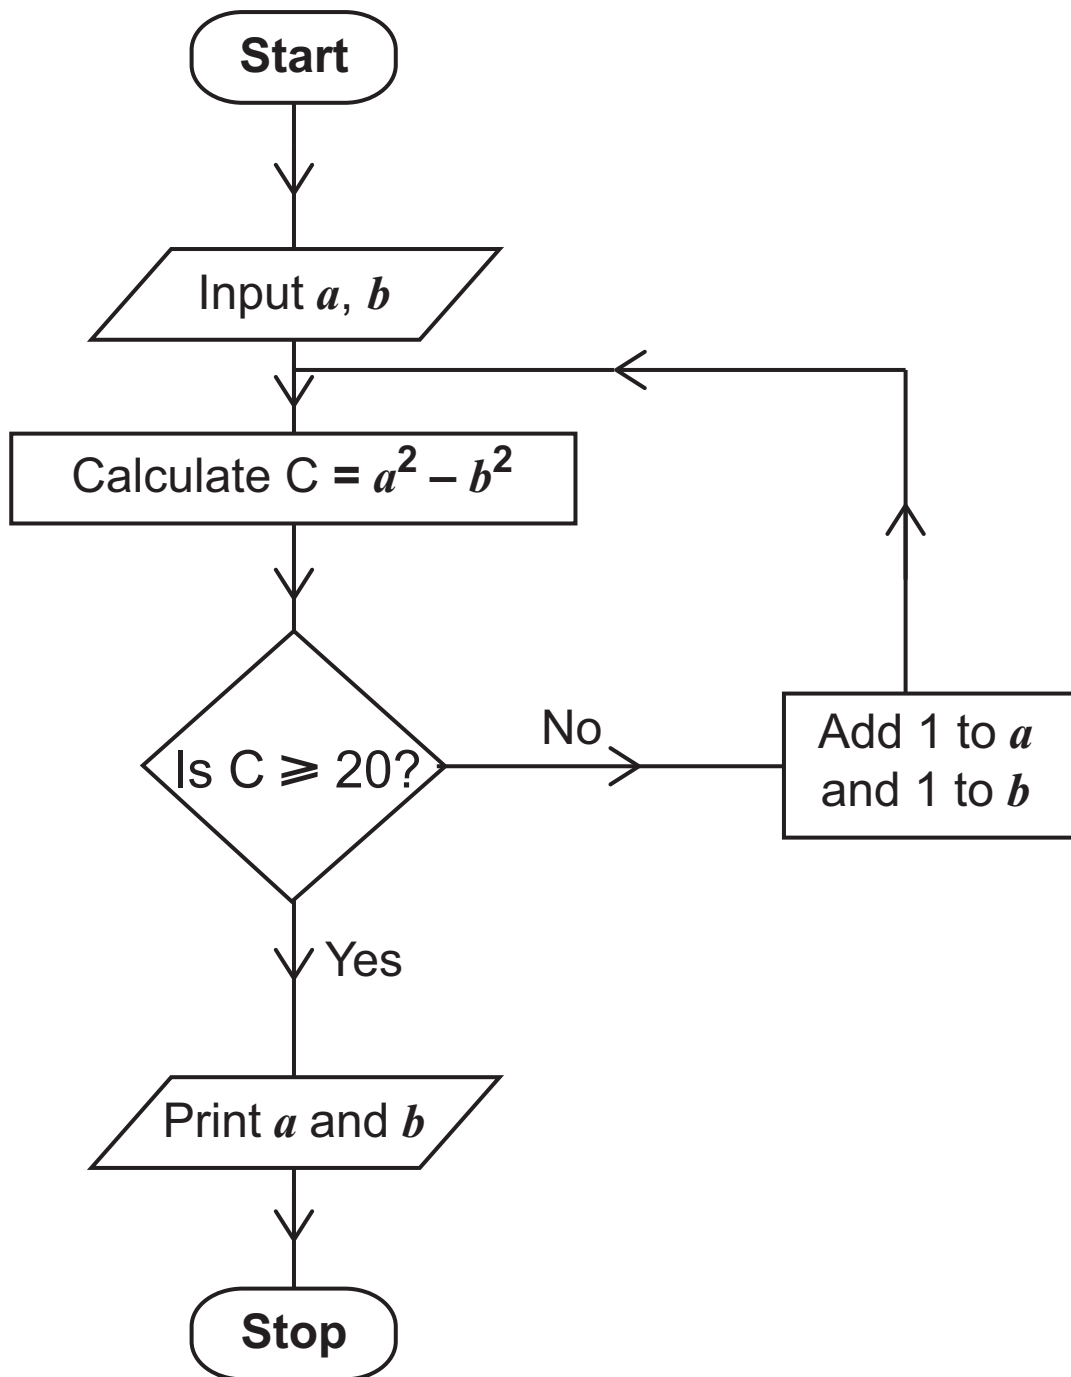 Start
Input a, b
Calculate C = a² – b²
Is C ⩾ 20?
No
Add 1 to a
and 1 to b
Yes
Print a and b
Stop